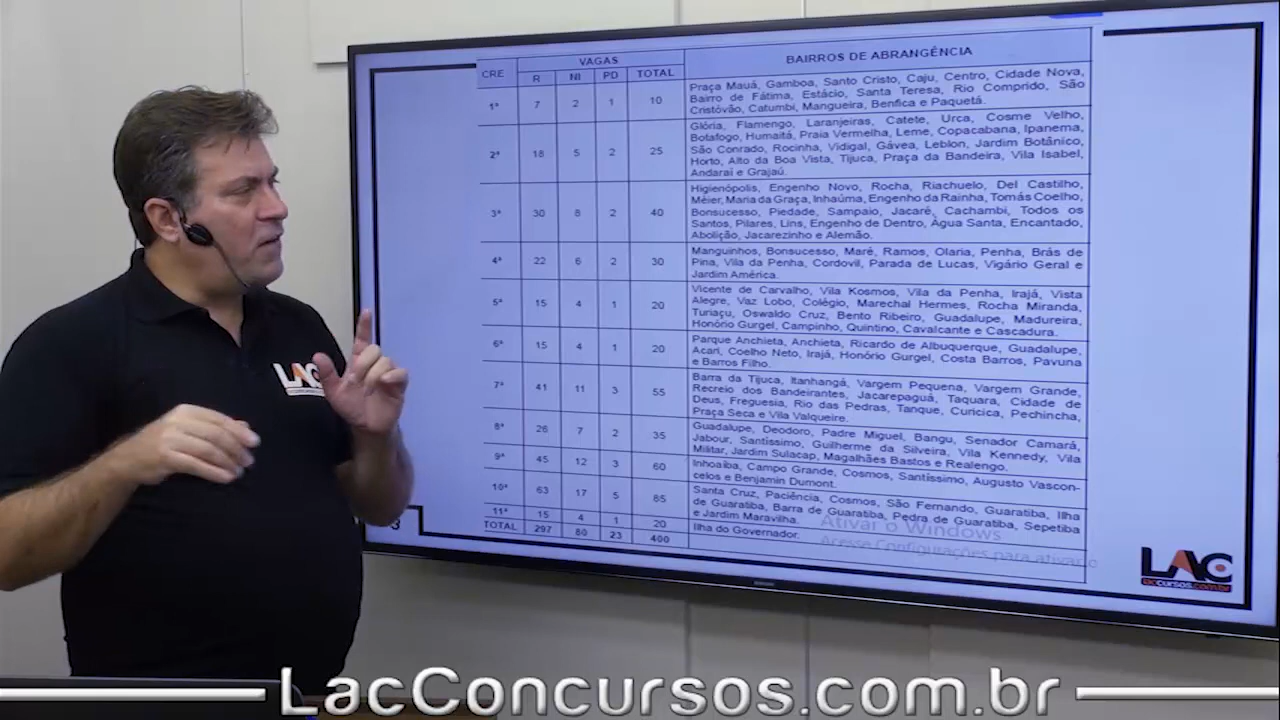 CRE VAGAS BAIRROS DE ABRANGÊNCIA
R NI PD TOTAL
1ª 7 2 1 10 Praça Mauá, Gamboa, Santo Cristo, Caju, Centro, Cidade Nova,
Bairro de Fátima, Estácio, Santa Teresa, Rio Comprido, São
Cristóvão, Catumbi, Mangueira, Benfica e Paquetá.
2ª 18 5 2 25 Glória, Flamengo, Laranjeiras, Catete, Urca, Cosme Velho,
Botafogo, Humaitá, Praia Vermelha, Leme, Copacabana, Ipanema,
São Conrado, Rocinha, Vidigal, Gávea, Leblon, Jardim Botânico,
Horto, Alto da Boa Vista, Tijuca, Praça da Bandeira, Vila Isabel,
Andaraí e Grajaú.
3ª 30 8 2 40 Higienópolis, Engenho Novo, Rocha, Riachuelo, Del Castilho,
Méier, Maria da Graça, Inhaúma, Engenho da Rainha, Tomás Coelho,
Bonsucesso, Piedade, Sampaio, Jacaré, Cachambi, Todos os
Santos, Pilares, Lins, Engenho de Dentro, Água Santa, Encantado,
Abolição, Jacarezinho e Alemão.
4ª 22 6 2 30 Manguinhos, Bonsucesso, Maré, Ramos, Olaria, Penha, Brás de
Pina, Vila da Penha, Cordovil, Parada de Lucas, Vigário Geral e
Jardim América.
5ª 15 4 1 20 Vicente de Carvalho, Vila Kosmos, Vila da Penha, Irajá, Vista
Alegre, Vaz Lobo, Colégio, Marechal Hermes, Rocha Miranda,
Turiaçu, Oswaldo Cruz, Bento Ribeiro, Guadalupe, Madureira,
Honório Gurgel, Campinho, Quintino, Cavalcante e Cascadura.
6ª 15 4 1 20 Parque Anchieta, Anchieta, Ricardo de Albuquerque, Guadalupe,
Acari, Coelho Neto, Irajá, Honório Gurgel, Costa Barros, Pavuna
e Barros Filho.
7ª 41 11 3 55 Barra da Tijuca, Itanhangá, Vargem Pequena, Vargem Grande,
Recreio dos Bandeirantes, Jacarepaguá, Taquara, Cidade de
Deus, Freguesia, Rio das Pedras, Tanque, Curicica, Pechincha,
Praça Seca e Vila Valqueire.
8ª 26 7 2 35 Guadalupe, Deodoro, Padre Miguel, Bangu, Senador Camará,
Jabour, Santíssimo, Guilherme da Silveira, Vila Kennedy, Vila
Militar, Jardim Sulacap, Magalhães Bastos e Realengo.
9ª 45 12 3 60 Inhoaíba, Campo Grande, Cosmos, Santíssimo, Augusto Vascon-
celos e Benjamin Dumont.
10ª 63 17 5 85 Santa Cruz, Paciência, Cosmos, São Fernando, Guaratiba, Ilha
de Guaratiba, Barra de Guaratiba, Pedra de Guaratiba, Sepetiba
e Jardim Maravilha.
11ª 15 4 1 20 Ilha do Governador.
TOTAL 297 80 23 400
Ativar o Windows
Acesse Configurações para ativar o
3
LAC
LacCursos.com.br
LAC
LacConcursos.com.br